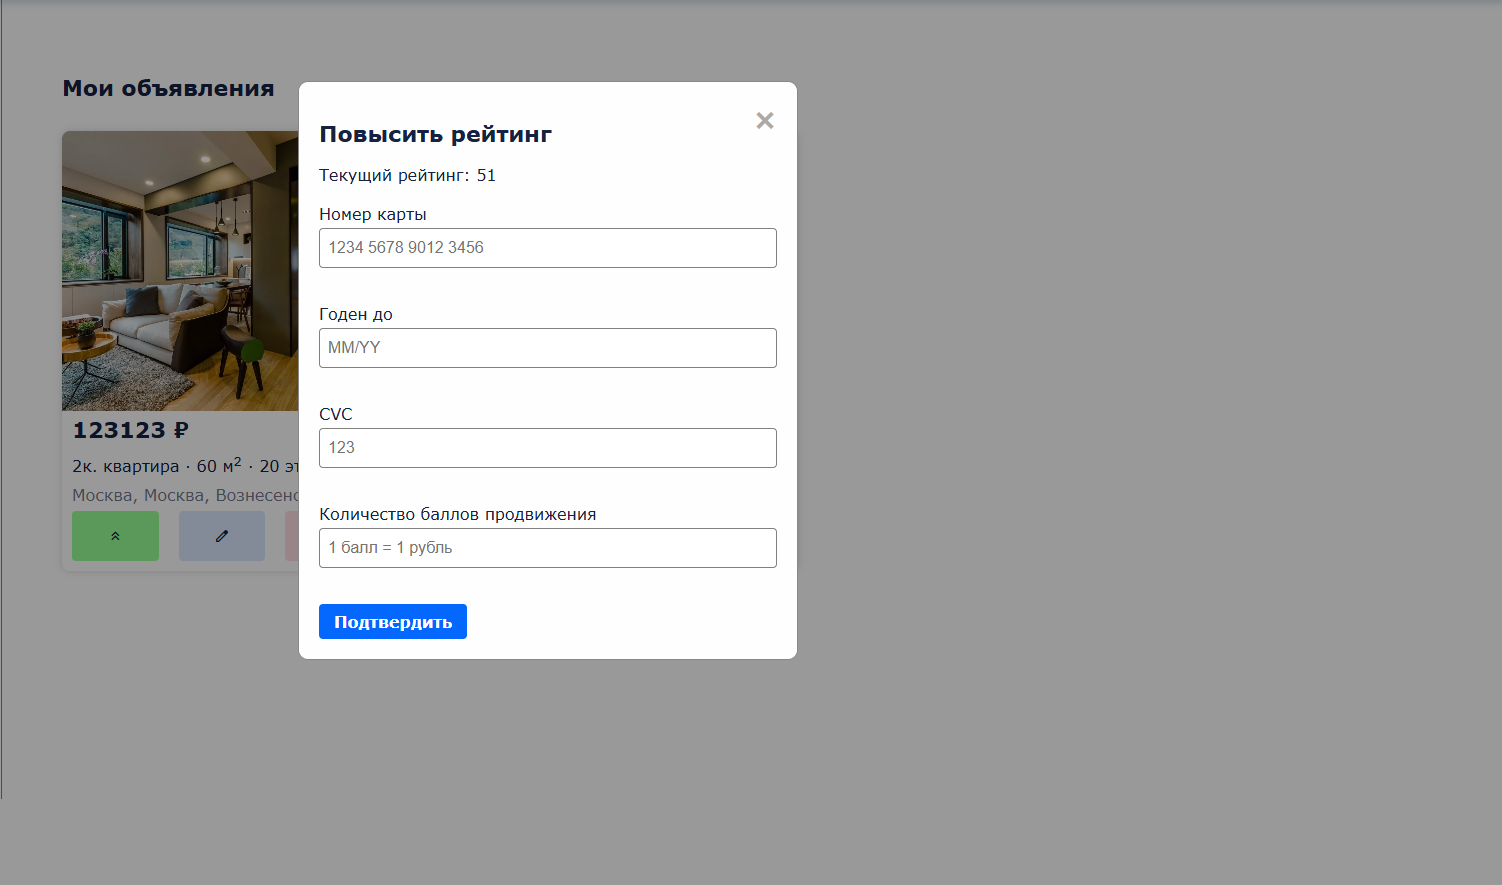 Мои объявления
Повысить рейтинг
×
Текущий рейтинг: 51
Номер карты
1234 5678 9012 3456
Годен до
MM/YY
CVC
123
Количество баллов продвижения
1 балл = 1 рубль
Подтвердить
123123 ₽
2к. квартира · 60 м² · 20 эт
Москва, Москва, Вознесенс